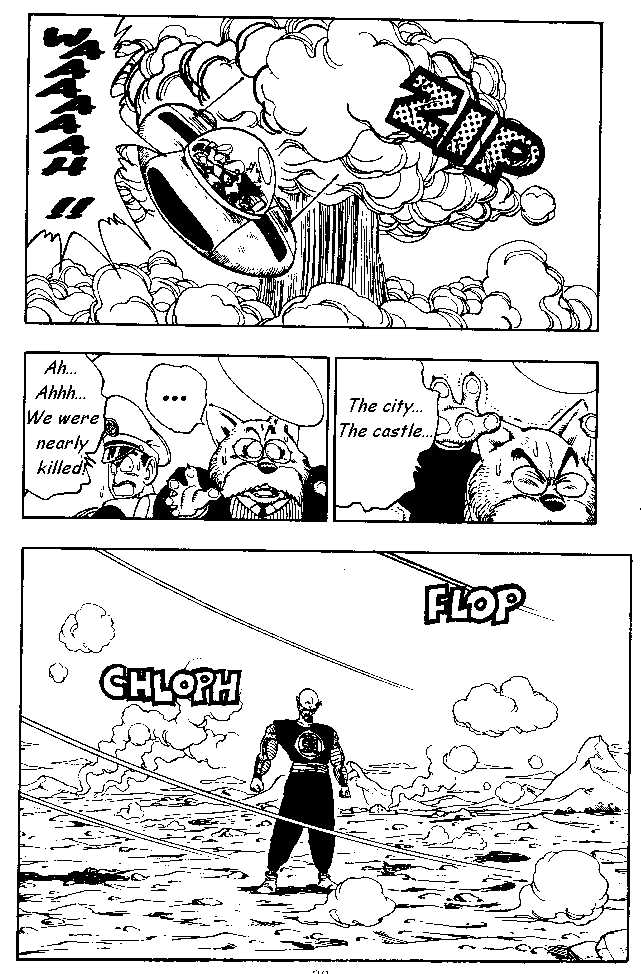 WAAAAAH !!
ZIP
Ah...
Ahhh...
We were
nearly
killed!
...
The city...
The castle...
FLOP
CHLOPH